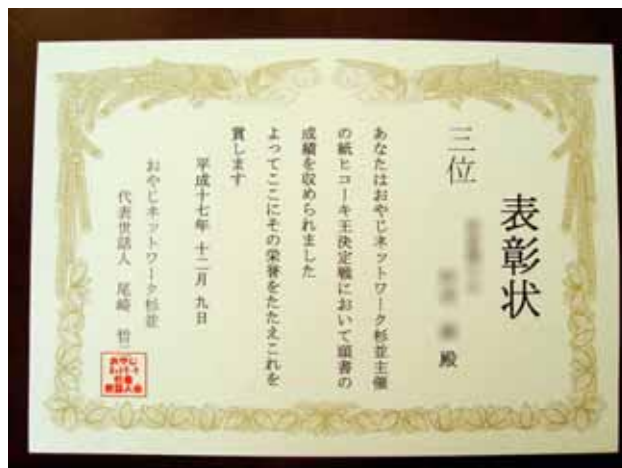 表彰状
三位
殿
あなたはおやじネットワーク杉並主催
の紙ヒコーキ王決定戦において頭書の
成績を収められました
よってここにその栄誉をたたえこれを
賞します
平成十七年 十二月 九日
おやじネットワーク杉並
代表世話人 尾崎 哲